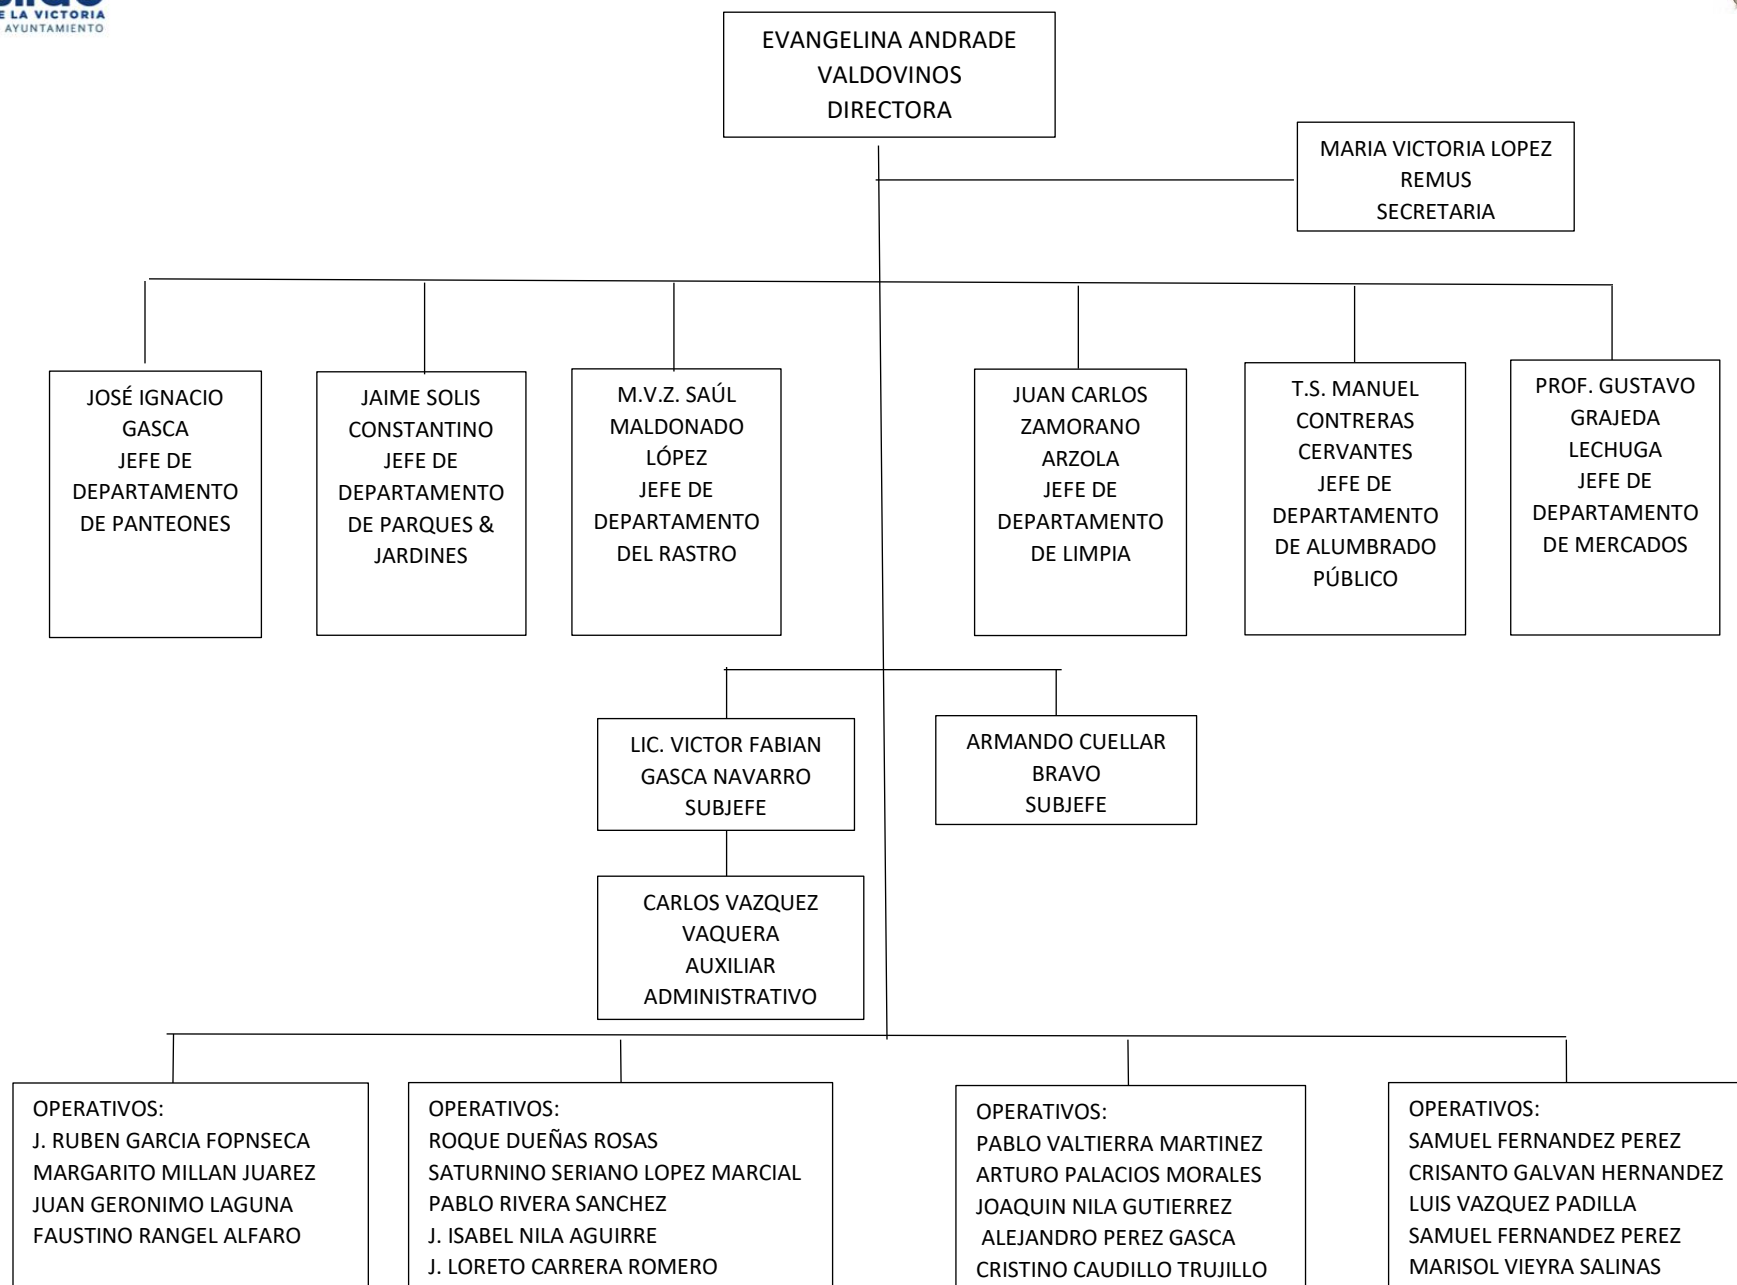 DE LA VICTORIA
AYUNTAMIENTO
EVANGELINA ANDRADE
VALDOVINOS
DIRECTORA
MARIA VICTORIA LOPEZ
REMUS
SECRETARIA
JOSÉ IGNACIO
GASCA
JEFE DE
DEPARTAMENTO
DE PANTEONES
JAIME SOLIS
CONSTANTINO
JEFE DE
DEPARTAMENTO
DE PARQUES &
JARDINES
M.V.Z. SAÚL
MALDONADO
LÓPEZ
JEFE DE
DEPARTAMENTO
DEL RASTRO
JUAN CARLOS
ZAMORANO
ARZOLA
JEFE DE
DEPARTAMENTO
DE LIMPIA
T.S. MANUEL
CONTRERAS
CERVANTES
JEFE DE
DEPARTAMENTO
DE ALUMBRADO
PÚBLICO
PROF. GUSTAVO
GRAJEDA
LECHUGA
JEFE DE
DEPARTAMENTO
DE MERCADOS
LIC. VICTOR FABIAN
GASCA NAVARRO
SUBJEFE
ARMANDO CUELLAR
BRAVO
SUBJEFE
CARLOS VAZQUEZ
VAQUERA
AUXILIAR
ADMINISTRATIVO
OPERATIVOS:
J. RUBEN GARCIA FOPNSECA
MARGARITO MILLAN JUAREZ
JUAN GERONIMO LAGUNA
FAUSTINO RANGEL ALFARO
OPERATIVOS:
ROQUE DUEÑAS ROSAS
SATURNINO SERIANO LOPEZ MARCIAL
PABLO RIVERA SANCHEZ
J. ISABEL NILA AGUIRRE
J. LORETO CARRERA ROMERO
OPERATIVOS:
PABLO VALTIERRA MARTINEZ
ARTURO PALACIOS MORALES
JOAQUIN NILA GUTIERREZ
ALEJANDRO PEREZ GASCA
CRISTINO CAUDILLO TRUJILLO
OPERATIVOS:
SAMUEL FERNANDEZ PEREZ
CRISANTO GALVAN HERNANDEZ
LUIS VAZQUEZ PADILLA
SAMUEL FERNANDEZ PEREZ
MARISOL VIEYRA SALINAS